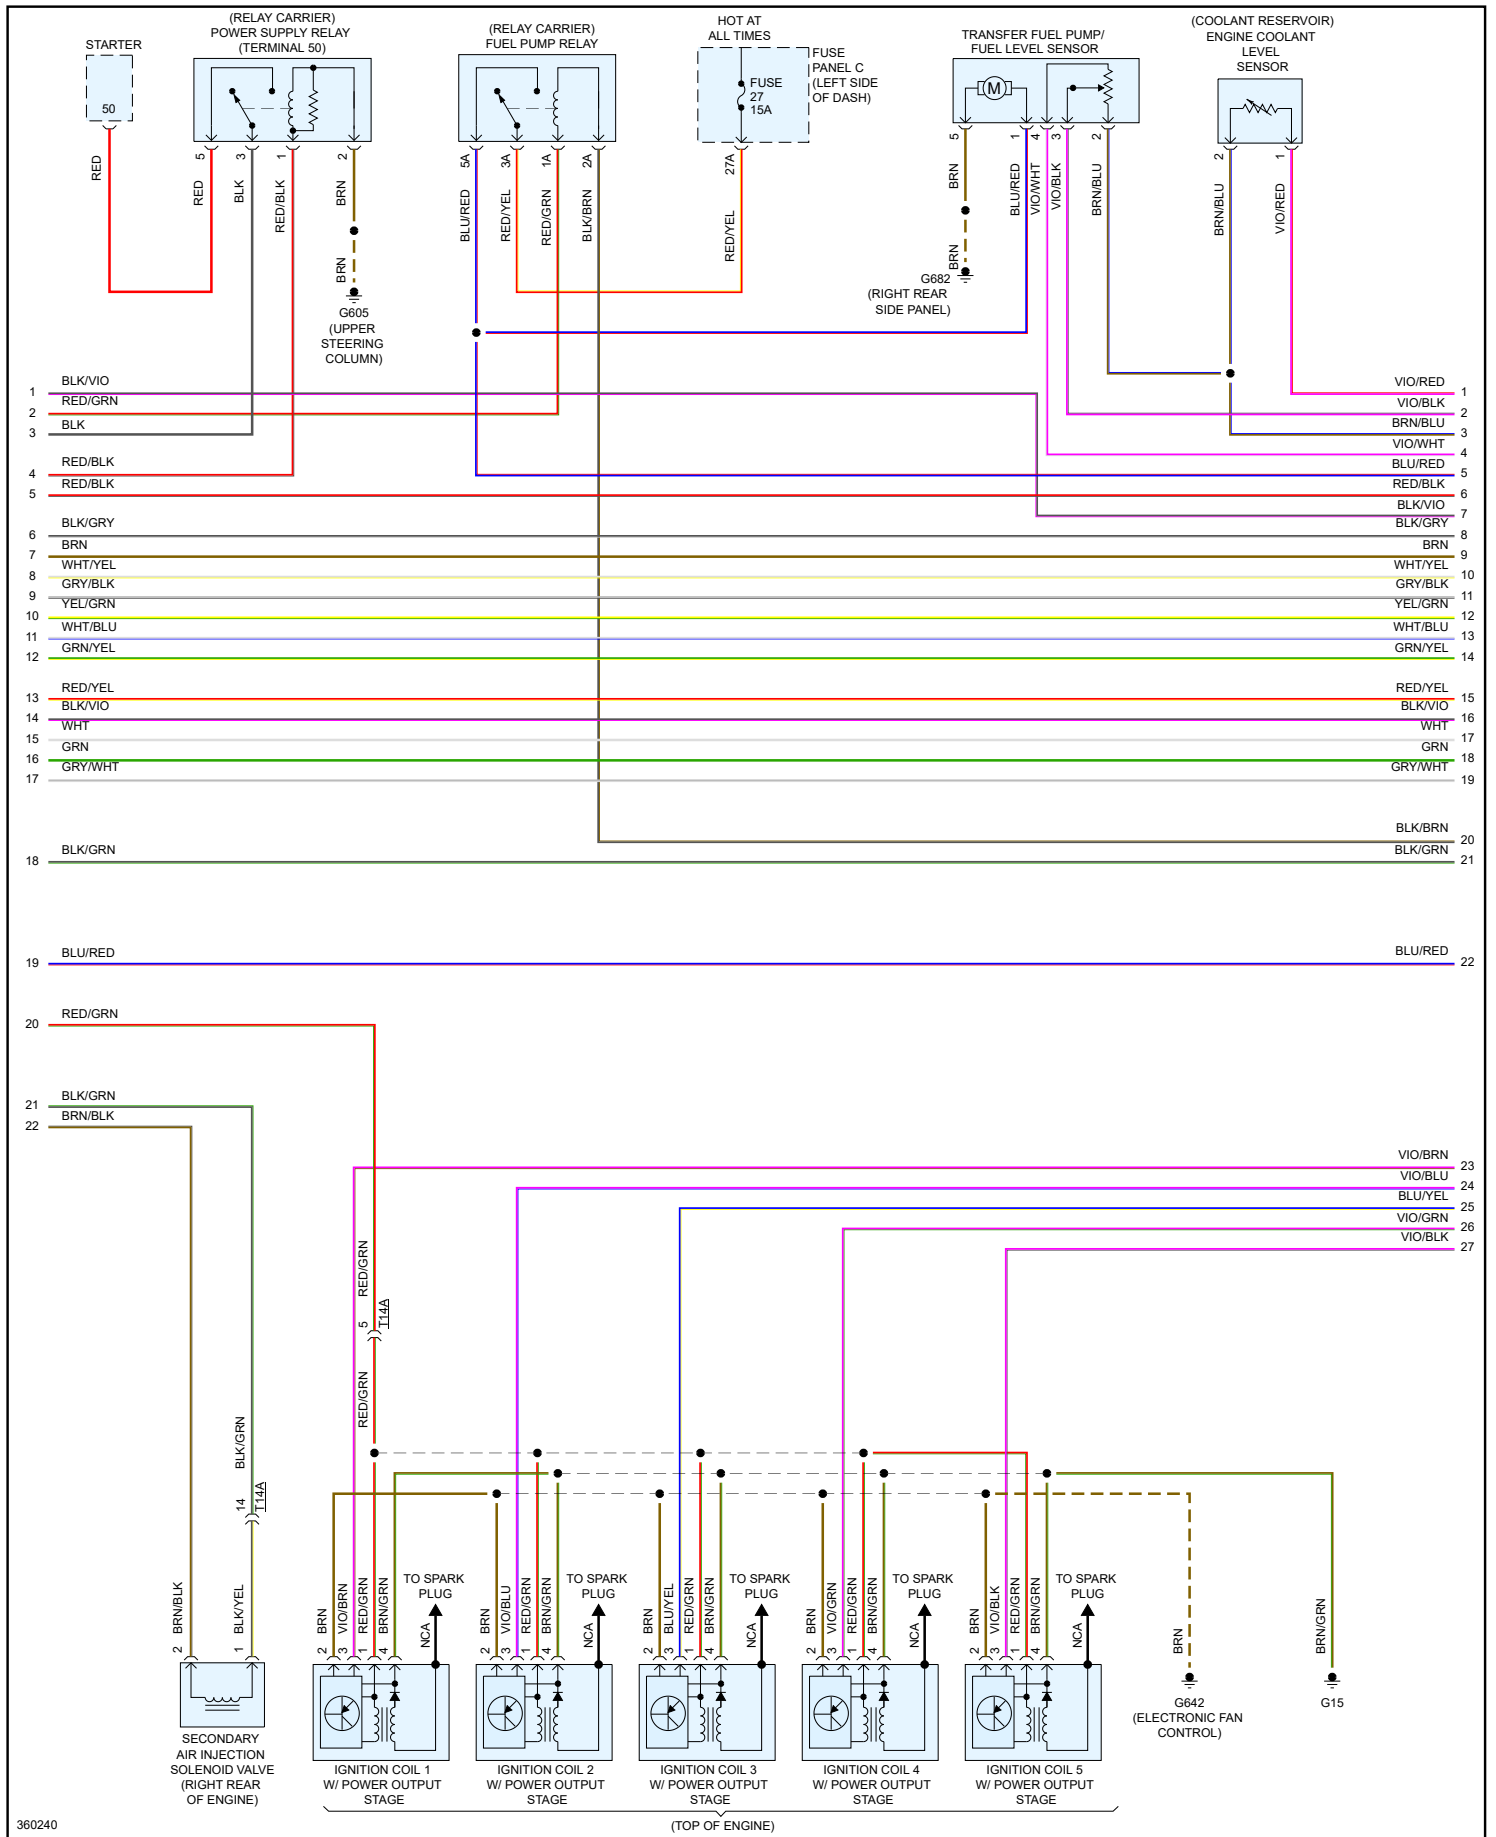 (RELAY CARRIER)
POWER SUPPLY RELAY
(TERMINAL 50)
STARTER
50
(RELAY CARRIER)
FUEL PUMP RELAY
HOT AT
ALL TIMES
FUSE
27
15A
FUSE
PANEL C
(LEFT SIDE
OF DASH)
TRANSFER FUEL PUMP/
FUEL LEVEL SENSOR
M
(COOLANT RESERVOIR)
ENGINE COOLANT
LEVEL
SENSOR
5
3
1
2
5A
3A
1A
2A
27A
5
1
4
3
2
2
1
RED
RED
BLK
RED/BLK
BRN
BLU/RED
RED/YEL
RED/GRN
BLK/BRN
RED/YEL
BRN
BLU/RED
VIO/WHT
VIO/BLK
BRN/BLU
BRN/BLU
VIO/RED
BRN
G605
(UPPER
STEERING
COLUMN)
BRN
G682
(RIGHT REAR
SIDE PANEL)
1 BLK/VIO
2 RED/GRN
3 BLK
4 RED/BLK
5 RED/BLK
6 BLK/GRY
7 BRN
8 WHT/YEL
9 GRY/BLK
10 YEL/GRN
11 WHT/BLU
12 GRN/YEL
13 RED/YEL
14 BLK/VIO
15 WHT
16 GRN
17 GRY/WHT
18 BLK/GRN
19 BLU/RED
20 RED/GRN
21 BLK/GRN
22 BRN/BLK
VIO/RED 1
VIO/BLK 2
BRN/BLU 3
VIO/WHT 4
BLU/RED 5
RED/BLK 6
BLK/VIO 7
BLK/GRY 8
BRN 9
WHT/YEL 10
GRY/BLK 11
YEL/GRN 12
WHT/BLU 13
GRN/YEL 14
RED/YEL 15
BLK/VIO 16
WHT 17
GRN 18
GRY/WHT 19
BLK/BRN 20
BLK/GRN 21
BLU/RED 22
VIO/BRN 23
VIO/BLU 24
BLU/YEL 25
VIO/GRN 26
VIO/BLK 27
RED/GRN
5
T14A
RED/GRN
BLK/GRN
14
T14A
BRN/BLK
BLK/YEL
2
1
SECONDARY
AIR INJECTION
SOLENOID VALVE
(RIGHT REAR
OF ENGINE)
BRN
VIO/BRN
RED/GRN
BRN/GRN
TO SPARK
PLUG
NCA
2
3
1
4
IGNITION COIL 1
W/ POWER OUTPUT
STAGE
BRN
VIO/BLU
RED/GRN
BRN/GRN
TO SPARK
PLUG
NCA
2
3
1
4
IGNITION COIL 2
W/ POWER OUTPUT
STAGE
BRN
BLU/YEL
RED/GRN
BRN/GRN
TO SPARK
PLUG
NCA
2
3
1
4
IGNITION COIL 3
W/ POWER OUTPUT
STAGE
BRN
VIO/GRN
RED/GRN
BRN/GRN
TO SPARK
PLUG
NCA
2
3
1
4
IGNITION COIL 4
W/ POWER OUTPUT
STAGE
BRN
VIO/BLK
RED/GRN
BRN/GRN
TO SPARK
PLUG
NCA
2
3
1
4
IGNITION COIL 5
W/ POWER OUTPUT
STAGE
BRN
G642
(ELECTRONIC FAN
CONTROL)
BRN/GRN
G15
(TOP OF ENGINE)
360240